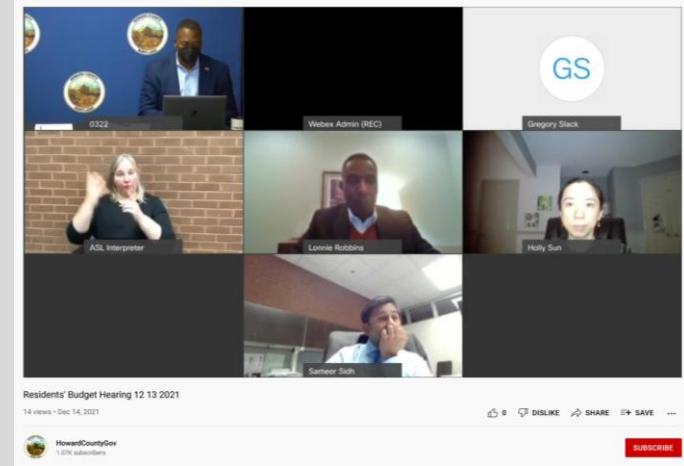 0322
Webex Admin (REC)
GS
Gregory Slack
ASL Interpreter
Lonnie Robbins
Holly Sun
Sameer Sidh
Residents' Budget Hearing 12 13 2021
14 views • Dec 14, 2021
0 DISLIKE SHARE SAVE ...
HowardCountyGov
1.07K subscribers
SUBSCRIBE